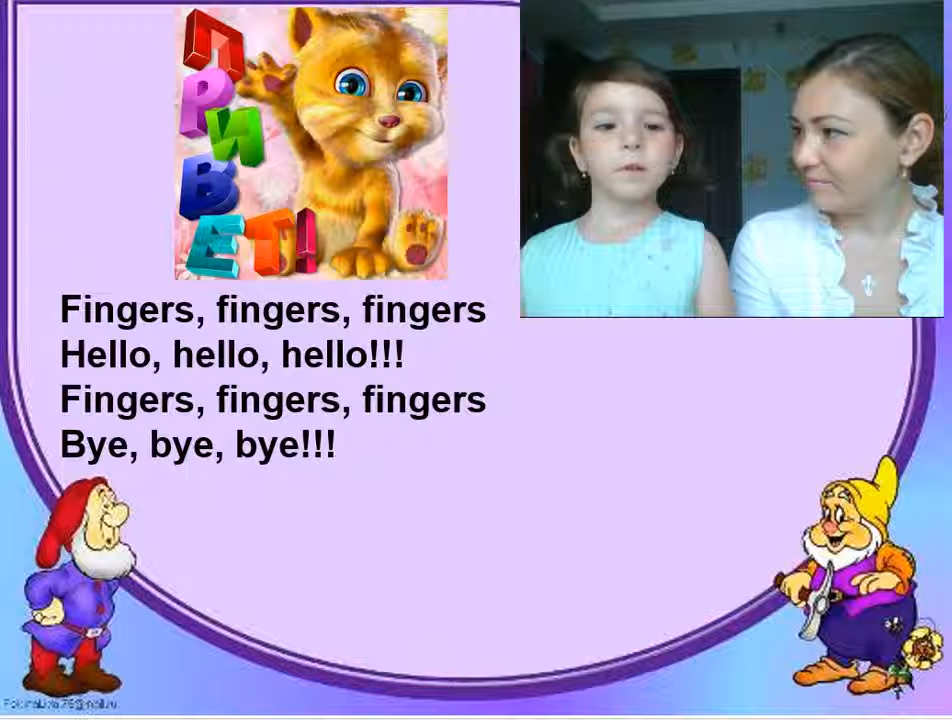 ПРИВЕТ!
Fingers, fingers, fingers
Hello, hello, hello!!!
Fingers, fingers, fingers
Bye, bye, bye!!!